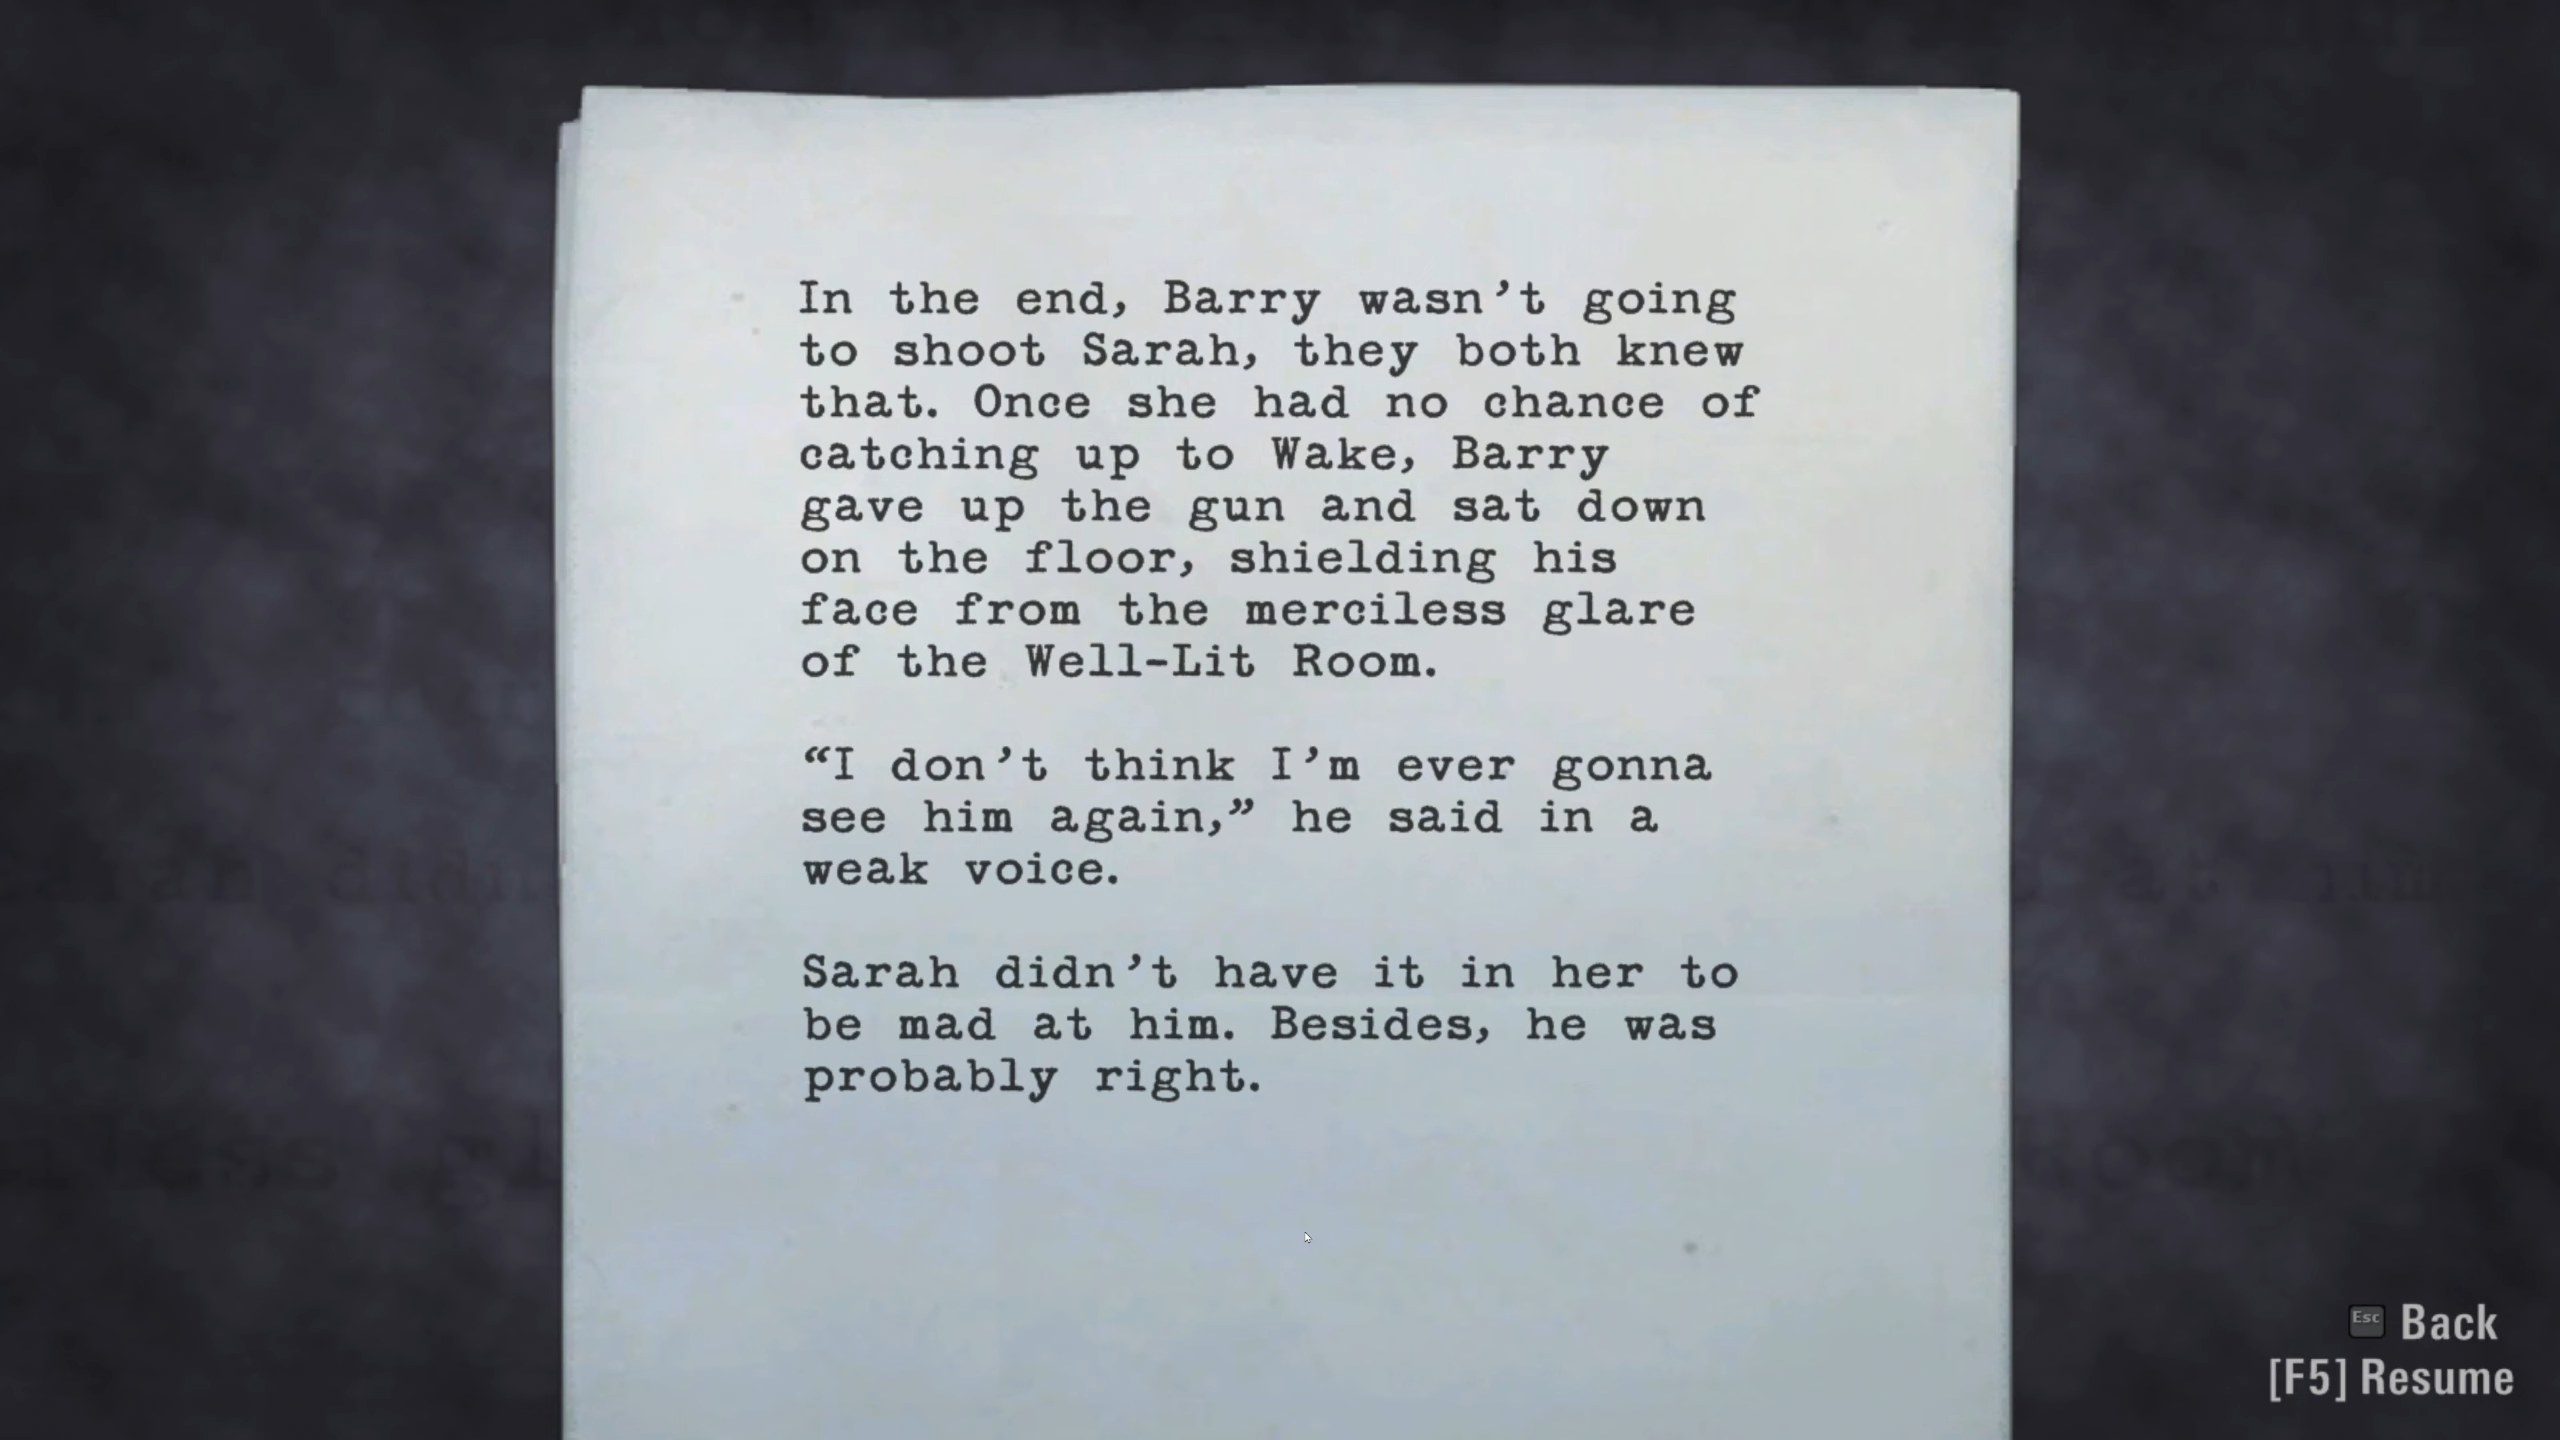 In the end, Barry wasn’t going
to shoot Sarah, they both knew
that. Once she had no chance of
catching up to Wake, Barry
gave up the gun and sat down
on the floor, shielding his
face from the merciless glare
of the Well-Lit Room.
“I don’t think I’m ever gonna
see him again,” he said in a
weak voice.
Sarah didn’t have it in her to
be mad at him. Besides, he was
probably right.
Esc Back
[F5] Resume